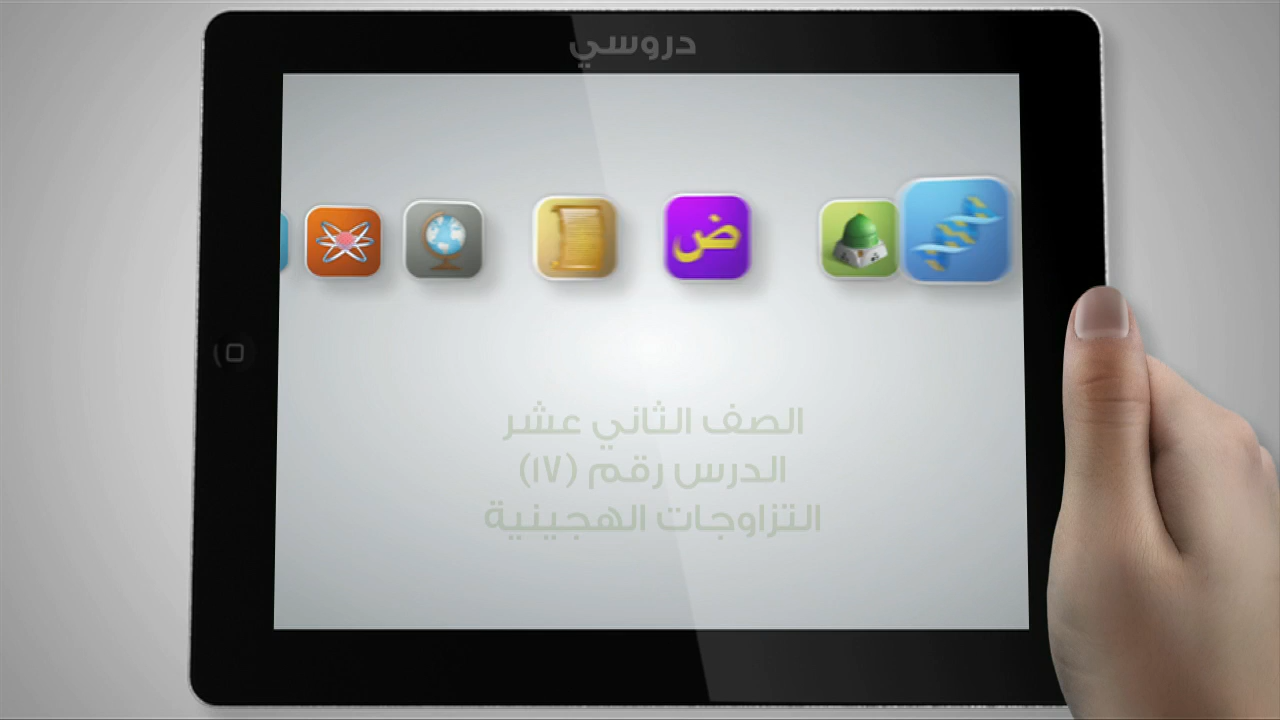 دروسي
ض
الصف الثاني عشر
الدرس رقم (١٧)
التزاوجات الهجينية